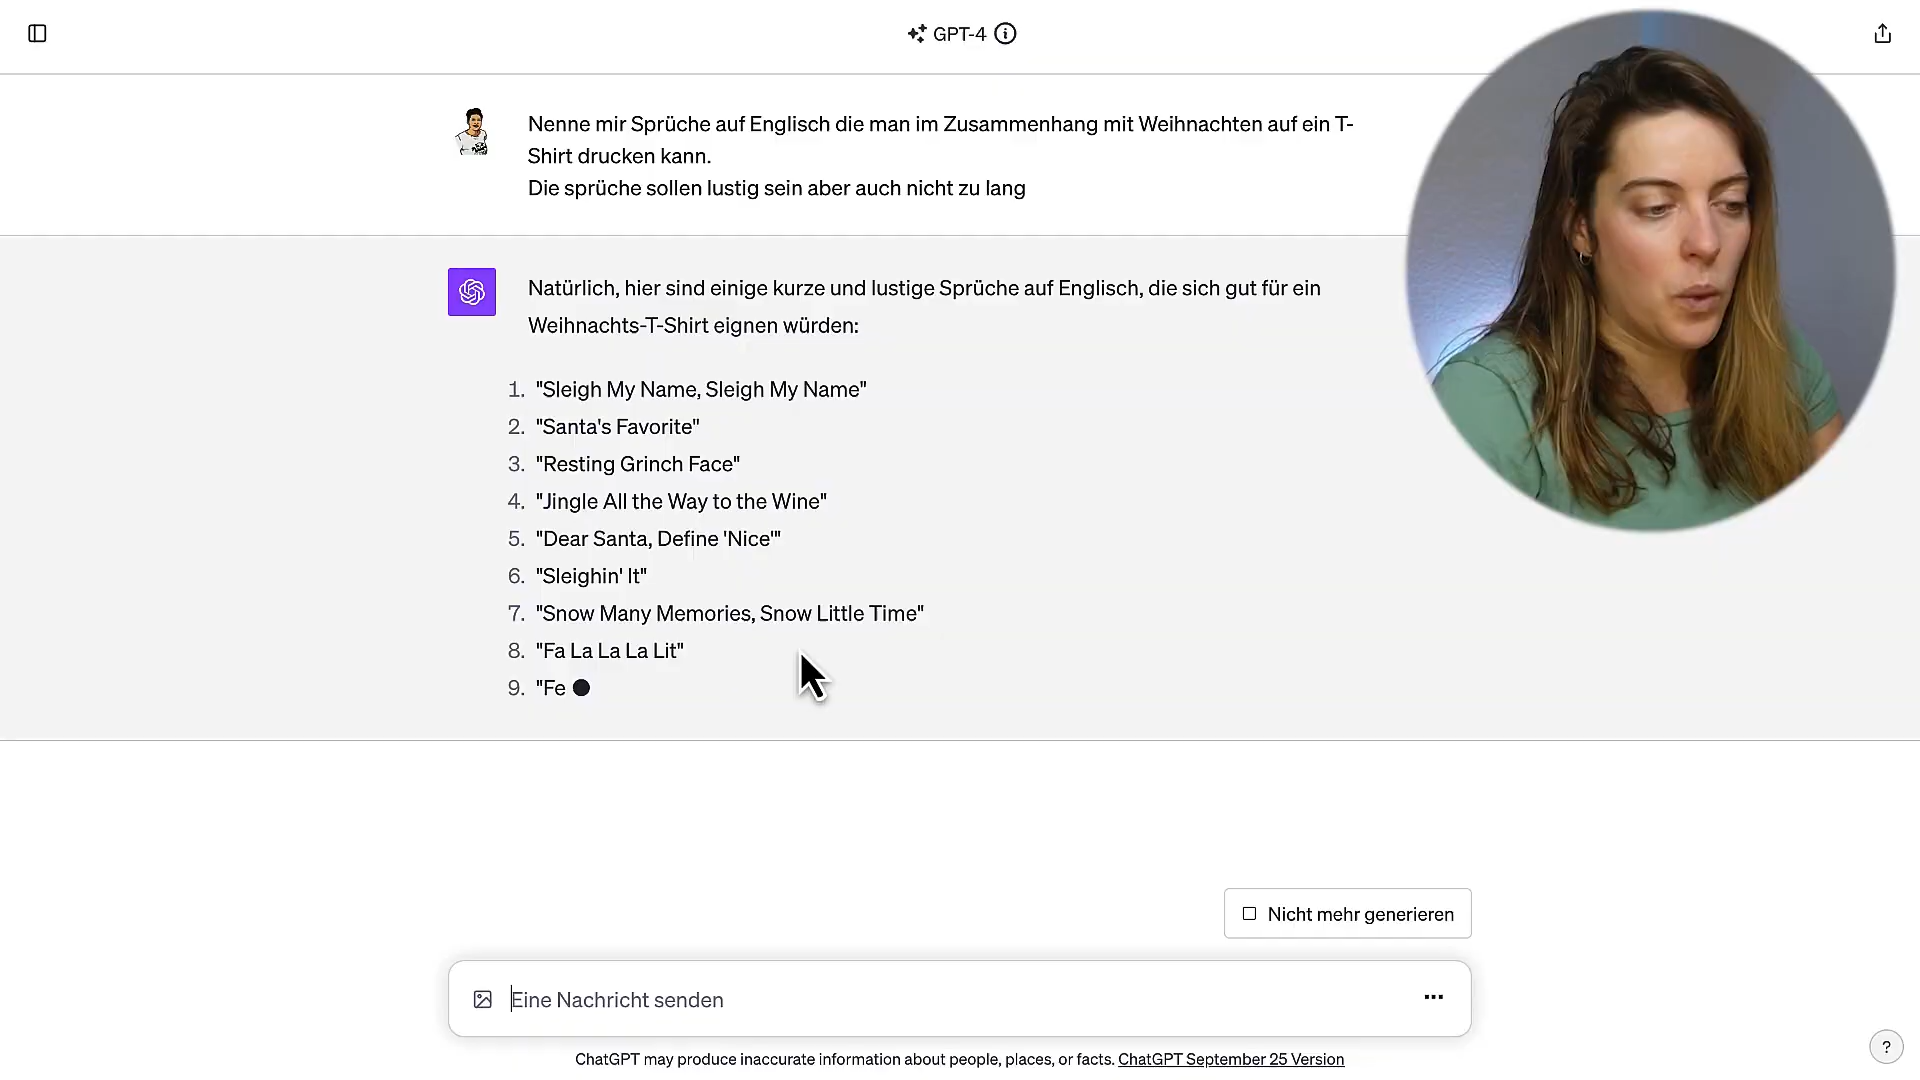 GPT-4
Nenne mir Sprüche auf Englisch die man im Zusammenhang mit Weihnachten auf ein T-
Shirt drucken kann.
Die sprüche sollen lustig sein aber auch nicht zu lang
Natürlich, hier sind einige kurze und lustige Sprüche auf Englisch, die sich gut für ein
Weihnachts-T-Shirt eignen würden:
1. "Sleigh My Name, Sleigh My Name"
2. "Santa's Favorite"
3. "Resting Grinch Face"
4. "Jingle All the Way to the Wine"
5. "Dear Santa, Define 'Nice'"
6. "Sleighin' It"
7. "Snow Many Memories, Snow Little Time"
8. "Fa La La La Lit"
9. "Fe
Nicht mehr generieren
Eine Nachricht senden
ChatGPT may produce inaccurate information about people, places, or facts. ChatGPT September 25 Version
?